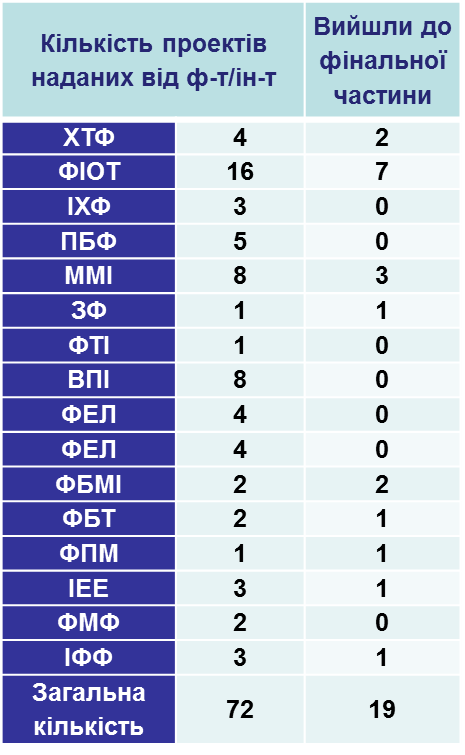 Кількість проектів
наданих від ф-т/ін-т
Вийшли до
фінальної
частини
ХТФ 4 2
ФІОТ 16 7
ІХФ 3 0
ПБФ 5 0
ММІ 8 3
ЗФ 1 1
ФТІ 1 0
ВПІ 8 0
ФЕЛ 4 0
ФЕЛ 4 0
ФБМІ 2 2
ФБТ 2 1
ФПМ 1 1
ІЕЕ 3 1
ФМФ 2 0
ІФФ 3 1
Загальна
кількість 72 19